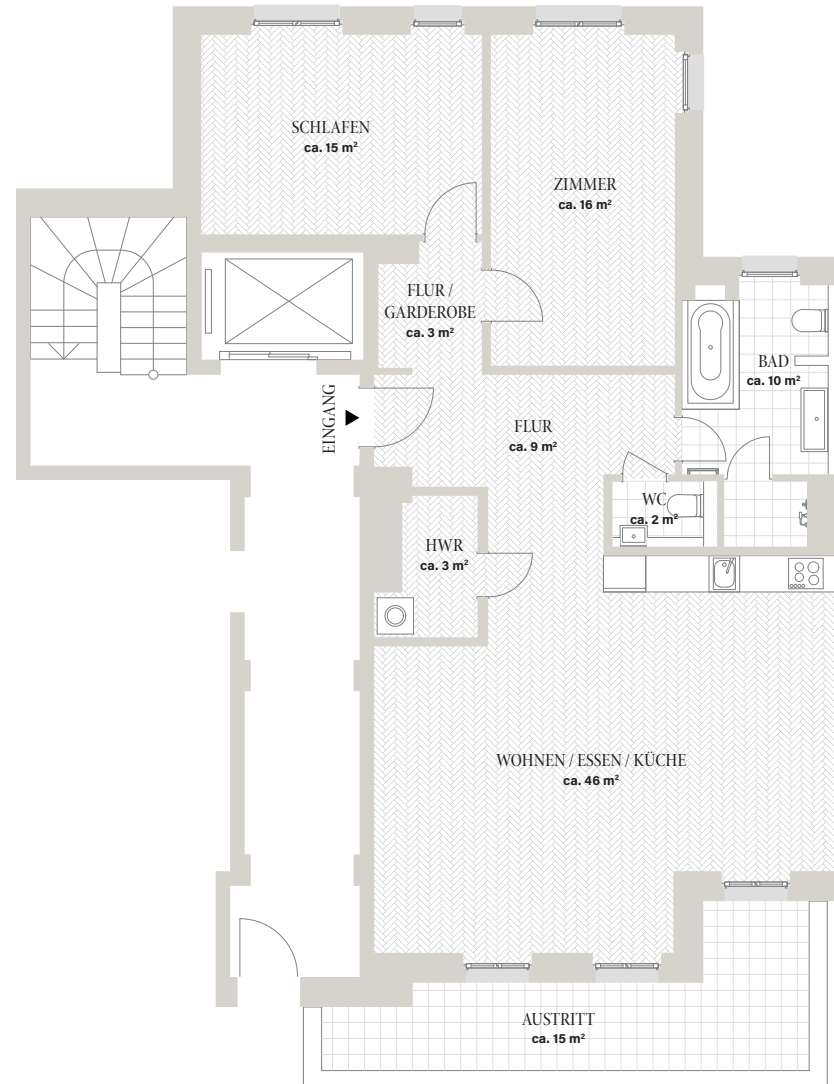 SCHLAFEN
ca. 15 m²
ZIMMER
ca. 16 m²
FLUR /
GARDEROBE
ca. 3 m²
BAD
ca. 10 m²
EINGANG
FLUR
ca. 9 m²
WC
ca. 2 m²
HWR
ca. 3 m²
WOHNEN / ESSEN / KÜCHE
ca. 46 m²
AUSTRITT
ca. 15 m²